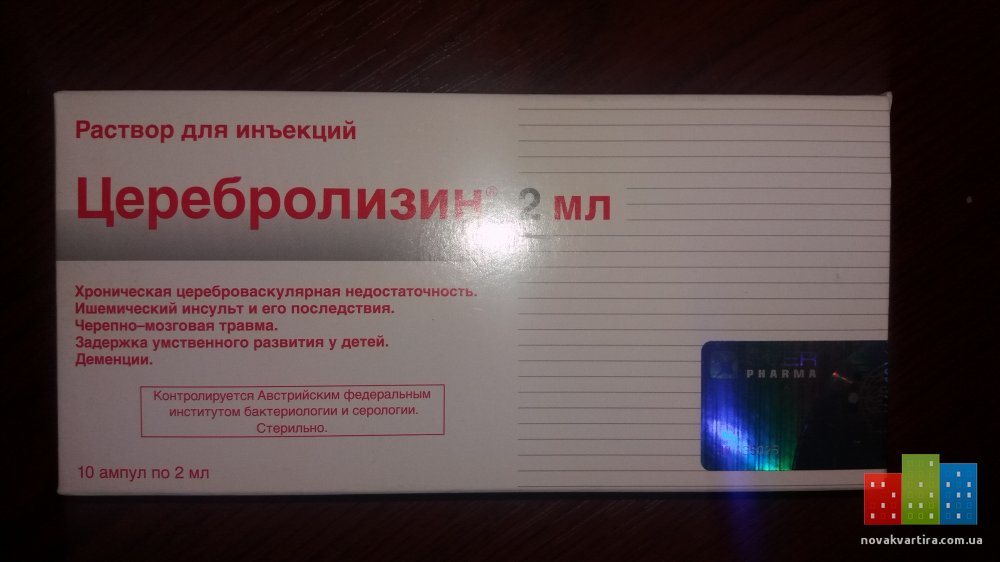 Раствор для инъекций
Церебролизин® 2 мл
Хроническая цереброваскулярная недостаточность.
Ишемический инсульт и его последствия.
Черепно–мозговая травма.
Задержка умственного развития у детей.
Деменции.
Контролируется Австрийским федеральным
институтом бактериологии и серологии.
Стерильно.
10 ампул по 2 мл
PHARMA
novakvartira.com.ua